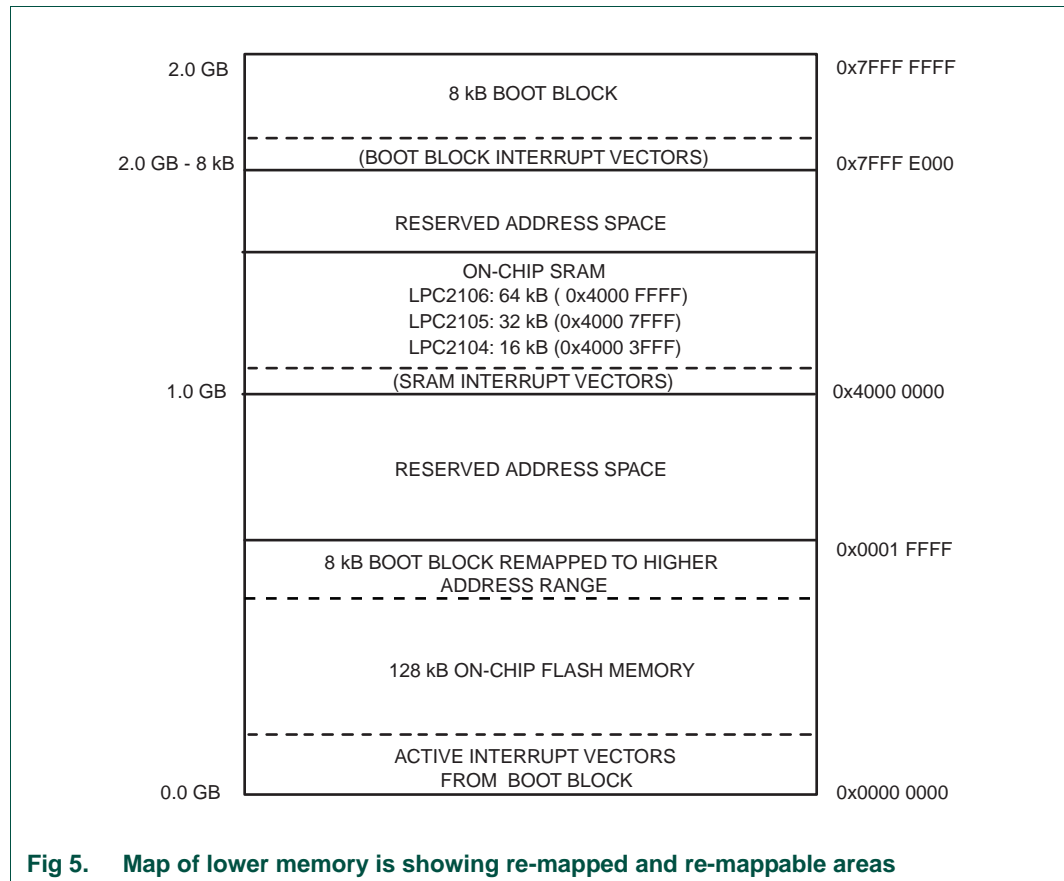 2.0 GB
0x7FFF FFFF
8 kB BOOT BLOCK
(BOOT BLOCK INTERRUPT VECTORS)
2.0 GB - 8 kB
0x7FFF E000
RESERVED ADDRESS SPACE
ON-CHIP SRAM
LPC2106: 64 kB ( 0x4000 FFFF)
LPC2105: 32 kB (0x4000 7FFF)
LPC2104: 16 kB (0x4000 3FFF)
(SRAM INTERRUPT VECTORS)
1.0 GB
0x4000 0000
RESERVED ADDRESS SPACE
0x0001 FFFF
8 kB BOOT BLOCK REMAPPED TO HIGHER
ADDRESS RANGE
128 kB ON-CHIP FLASH MEMORY
ACTIVE INTERRUPT VECTORS
FROM BOOT BLOCK
0.0 GB
0x0000 0000
Fig 5. Map of lower memory is showing re-mapped and re-mappable areas